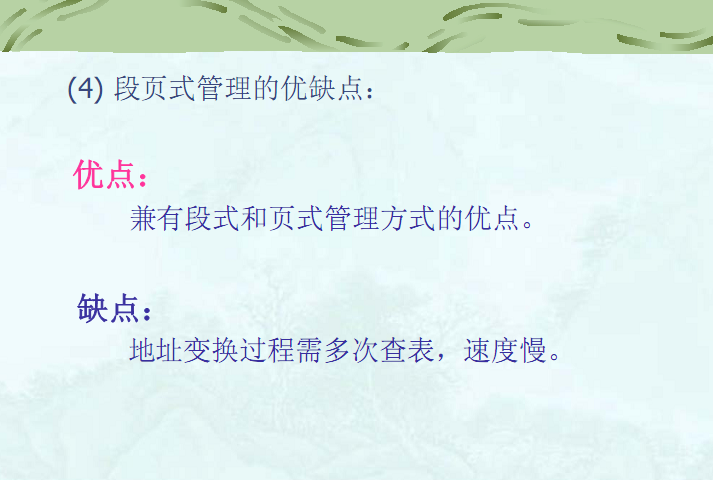 (4) 段页式管理的优缺点：
优点：
兼有段式和页式管理方式的优点。
缺点：
地址变换过程需多次查表，速度慢。